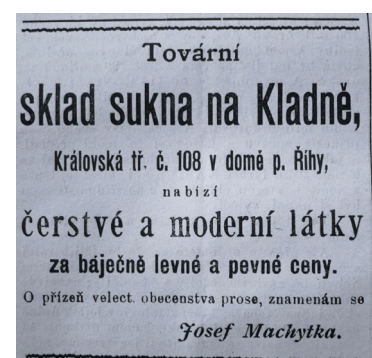 Tovární
sklad sukna na Kladně,
Královská tř. č. 108 v domě p. Říhy,
nabízí
čerstvé a moderní látky
za báječně levné a pevné ceny.
O přízeň velect. obecenstva prose, znamenám se
Josef Machytka.